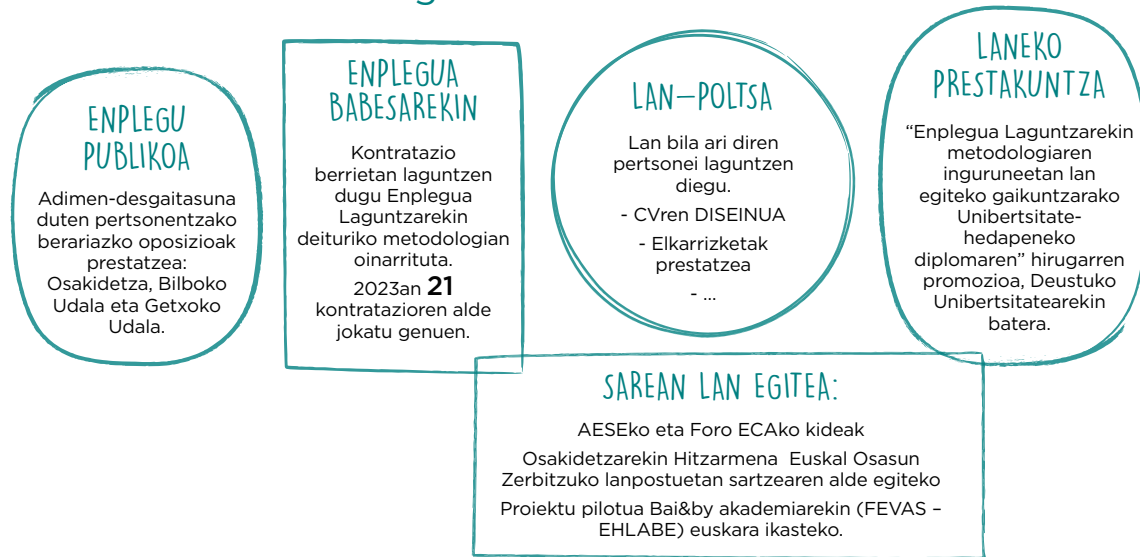 ENPLEGU
PUBLIKOA
Adimen-desgaitasuna
duten pertsonentzako
berariazko oposizioak
prestatzea:
Osakidetza, Bilboko
Udala eta Getxoko
Udala.
ENPLEGUA
BABESAREKIN
Kontratazio
berrietan laguntzen
dugu Enplegua
Laguntzarekin
deituriko metodologian
oinarrituta.
2023an 21
kontratazioren alde
jokatu genuen.
LAN-POLTSA
Lan bila ari diren
pertsonei laguntzen
diegu.
- CVren DISEINUA
- Elkarrizketak
prestatzea
- ...
LANEKO
PRESTAKUNTZA
“Enplegua Laguntzarekin
metodologiaren
inguruneetan lan
egiteko gaikuntzarako
Unibertsitate-
hedapeneko
diplomaren” hirugarren
promozioa, Deustuko
Unibertsitatearekin
batera.
SAREAN LAN EGITEA:
AESEko eta Foro ECAko kideak
Osakidetzarekin Hitzarmena Euskal Osasun
Zerbitzuko lanpostuetan sartzearen alde egiteko
Proiektu pilotua Bai&by akademiarekin (FEVAS –
EHLABE) euskara ikasteko.